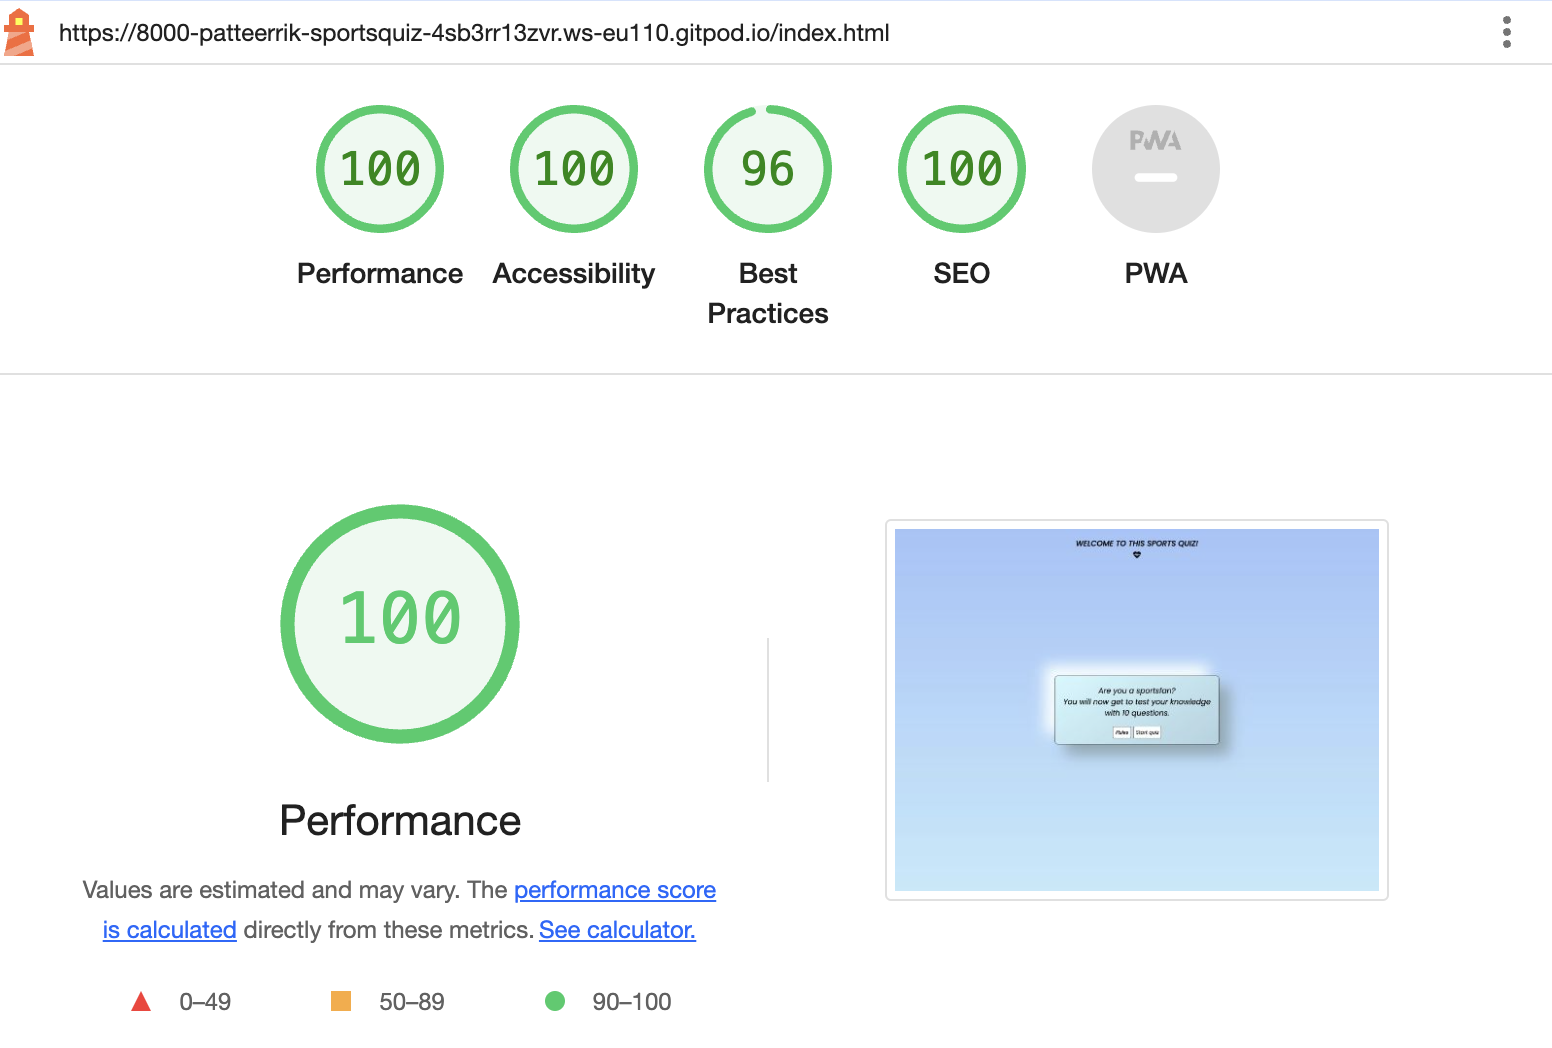 https://8000-patteerrik-sportsquiz-4sb3rr13zvr.ws-eu110.gitpod.io/index.html
100
100
96
100
PWA
Performance
Accessibility
Best
Practices
SEO
PWA
100
Performance
Values are estimated and may vary. The performance score
is calculated directly from these metrics. See calculator.
0–49
50–89
90–100
WELCOME TO THIS SPORTS QUIZ!
Are you a sportsfan?
You will now get to test your knowledge
with 10 questions.
Rules
Start quiz